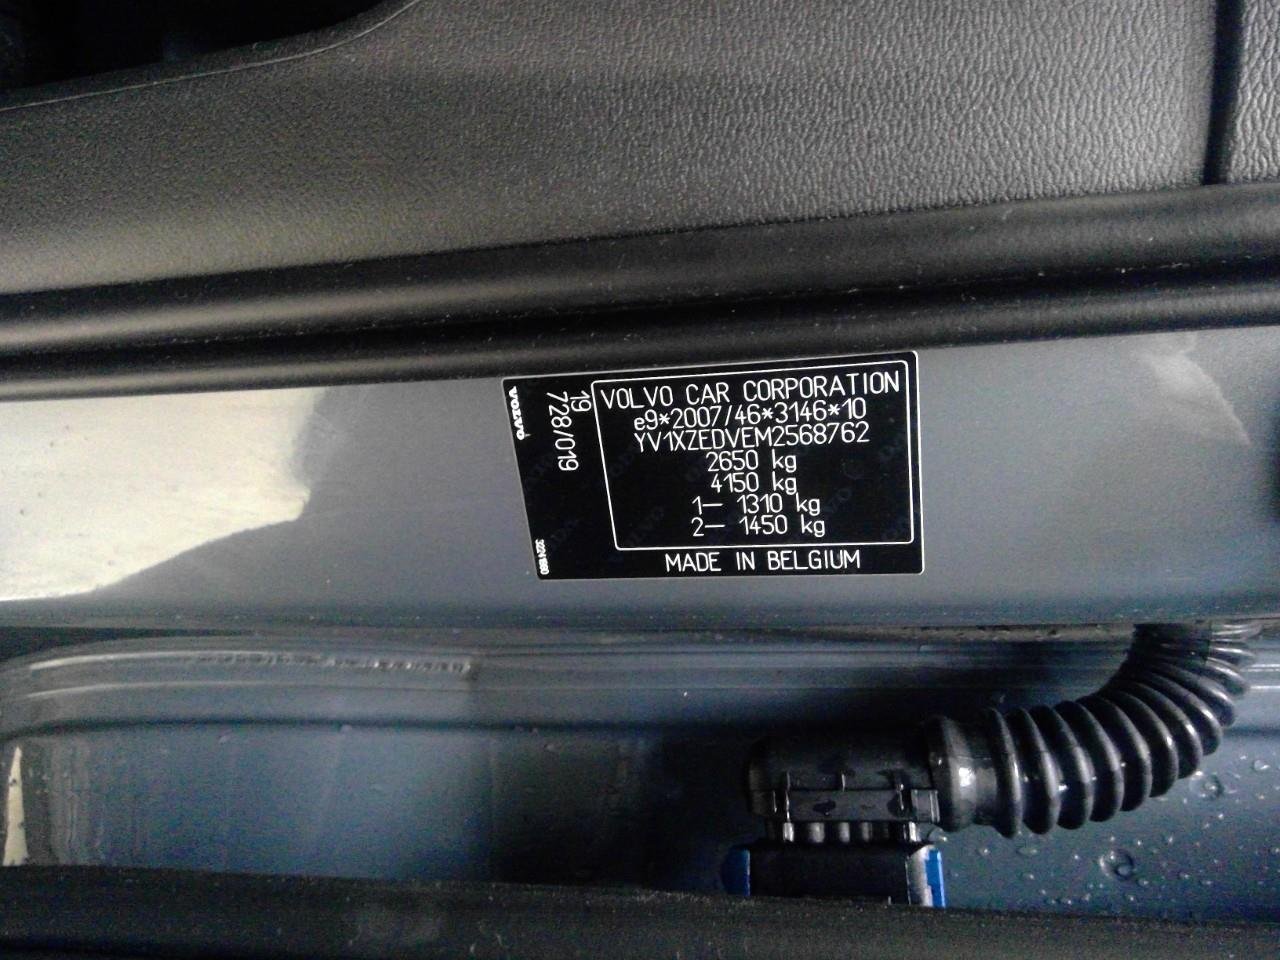 VOLVO CAR CORPORATION
e9*2007/46*3146*10
YV1XZEDVEM2568762
2650 kg
4150 kg
1– 1310 kg
2– 1450 kg
MADE IN BELGIUM
VOLVO
19
728/019